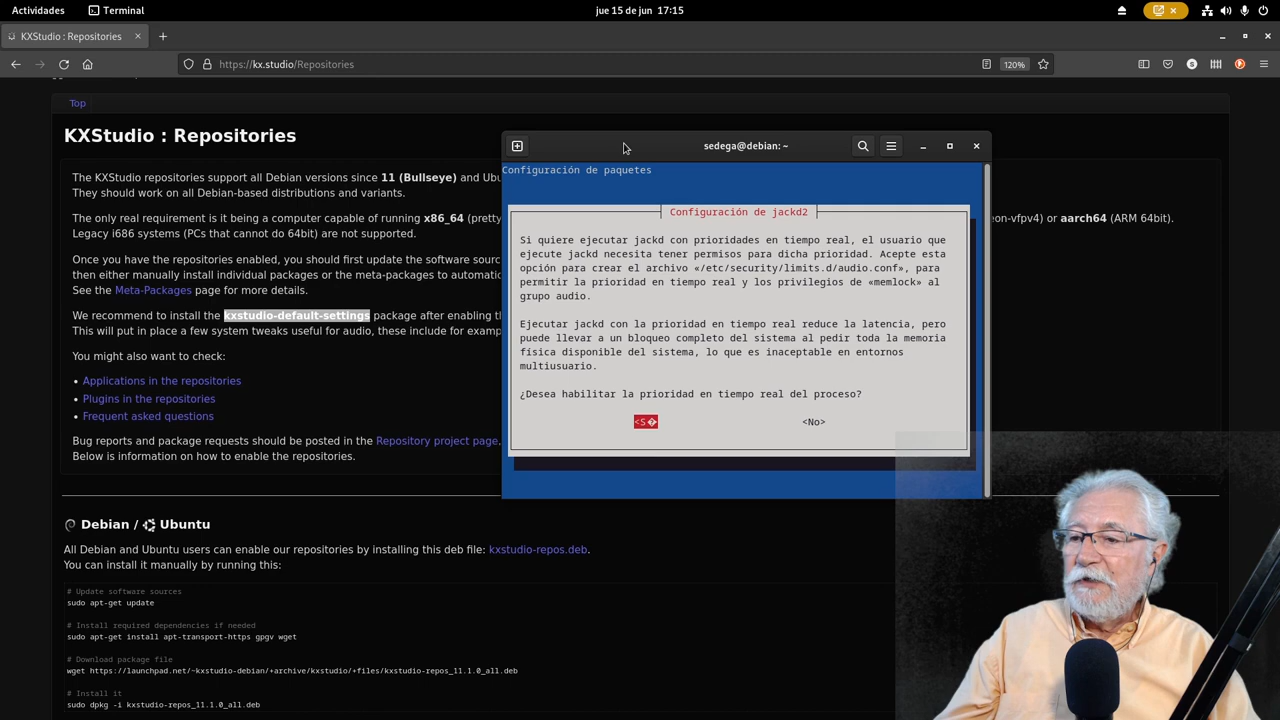 Actividades
Terminal
jue 15 de jun 17:15
KXStudio : Repositories
https://kx.studio/Repositories
120%
Top
KXStudio : Repositories
The KXStudio repositories support all Debian versions since 11 (Bullseye) and Ubu
They should work on all Debian-based distributions and variants.
The only real requirement is it being a computer capable of running x86_64 (pretty
eon-vfpv4) or aarch64 (ARM 64bit).
Legacy i686 systems (PCs that cannot do 64bit) are not supported.
Once you have the repositories enabled, you should first update the software sourc
then either manually install individual packages or the meta-packages to automatic
See the Meta-Packages page for more details.
We recommend to install the kxstudio-default-settings package after enabling th
This will put in place a few system tweaks useful for audio, these include for examp
You might also want to check:
• Applications in the repositories
• Plugins in the repositories
• Frequent asked questions
Bug reports and package requests should be posted in the Repository project page.
Below is information on how to enable the repositories.
Debian / Ubuntu
All Debian and Ubuntu users can enable our repositories by installing this deb file: kxstudio-repos.deb.
You can install it manually by running this:
# Update software sources
sudo apt-get update
# Install required dependencies if needed
sudo apt-get install apt-transport-https gpgv wget
# Download package file
wget https://launchpad.net/~kxstudio-debian/+archive/kxstudio/+files/kxstudio-repos_11.1.0_all.deb
# Install it
sudo dpkg -i kxstudio-repos_11.1.0_all.deb
sedega@debian: ~
Configuración de paquetes
Configuración de jackd2
Si quiere ejecutar jackd con prioridades en tiempo real, el usuario que
ejecute jackd necesita tener permisos para dicha prioridad. Acepte esta
opción para crear el archivo «/etc/security/limits.d/audio.conf», para
permitir la prioridad en tiempo real y los privilegios de «memlock» al
grupo audio.
Ejecutar jackd con la prioridad en tiempo real reduce la latencia, pero
puede llevar a un bloqueo completo del sistema al pedir toda la memoria
física disponible del sistema, lo que es inaceptable en entornos
multiusuario.
¿Desea habilitar la prioridad en tiempo real del proceso?
<S�
<No>